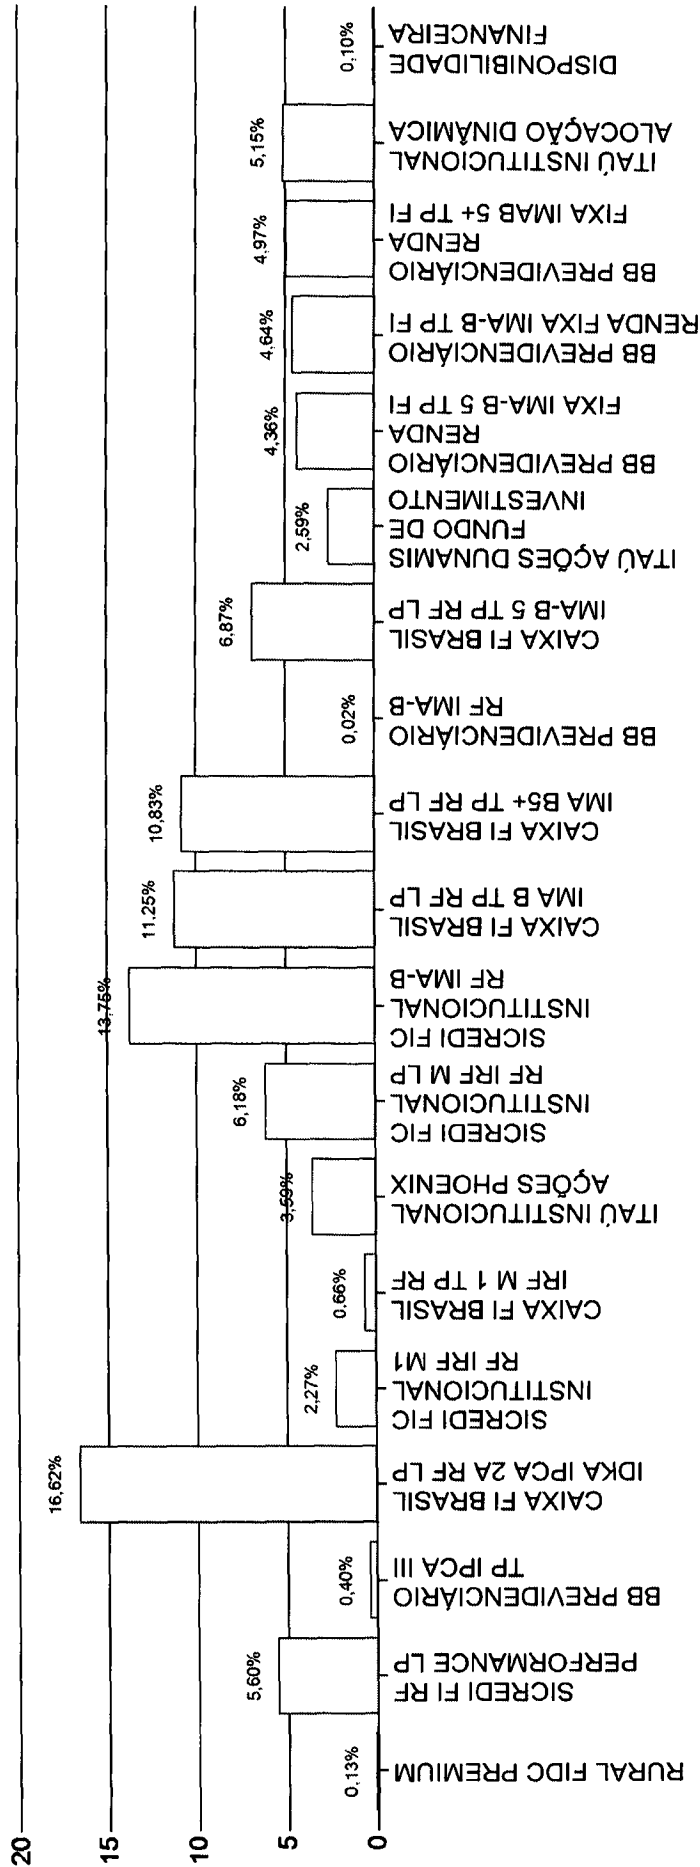 20
15
10
5
0
0,13%
5,60%
0,40%
16,62%
2,27%
0,66%
3,59%
6,18%
13,75%
11,25%
10,83%
0,02%
6,87%
2,59%
4,36%
4,64%
4,97%
5,15%
0,10%
RURAL FIDC PREMIUM
SICREDI FI RF
PERFORMANCE LP
BB PREVIDENCIÁRIO
TP IPCA III
CAIXA FI BRASIL
IDKA IPCA 2A RF LP
SICREDI FIC
INSTITUCIONAL
RF IRF M1
CAIXA FI BRASIL
IRF M 1 TP RF
ITAÚ INSTITUCIONAL
AÇÕES PHOENIX
SICREDI FIC
INSTITUCIONAL
RF IRF M LP
SICREDI FIC
INSTITUCIONAL
RF IMA-B
CAIXA FI BRASIL
IMA B TP RF LP
CAIXA FI BRASIL
IMA B5+ TP RF LP
BB PREVIDENCIÁRIO
RF IMA-B
CAIXA FI BRASIL
IMA-B 5 TP RF LP
ITAÚ AÇÕES DUNAMIS
FUNDO DE
INVESTIMENTO
BB PREVIDENCIÁRIO
RENDA
FIXA IMA-B 5 TP FI
BB PREVIDENCIÁRIO
RENDA FIXA IMA-B TP FI
BB PREVIDENCIÁRIO
RENDA
FIXA IMAB 5+ TP FI
ITAÚ INSTITUCIONAL
ALOCAÇÃO DINÂMICA
DISPONIBILIDADE
FINANCEIRA